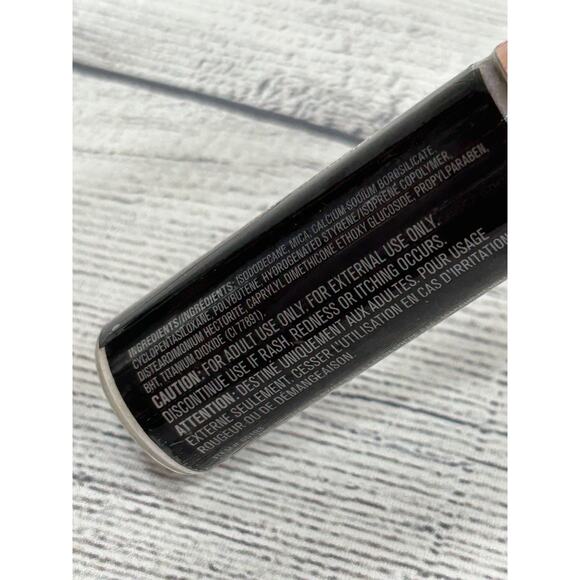 INGREDIENTS/INGRÉDIENTS: ISODODECANE, MICA, CALCIUM SODIUM BOROSILICATE,
CYCLOPENTASILOXANE, POLYBUTENE, HYDROGENATED STYRENE/ISOPRENE COPOLYMER,
DISTEARDIMONIUM HECTORITE, CAPRYLYL DIMETHICONE ETHOXY GLUCOSIDE, PROPYLPARABEN,
BHT, TITANIUM DIOXIDE (CI 77891).
CAUTION: FOR ADULT USE ONLY. FOR EXTERNAL USE ONLY.
DISCONTINUE USE IF RASH, REDNESS OR ITCHING OCCURS.
ATTENTION: DESTINE UNIQUEMENT AUX ADULTES. POUR USAGE
EXTERNE SEULEMENT. CESSER L'UTILISATION EN CAS D'IRRITATION
ROUGEUR OU DE DÉMANGEAISON.